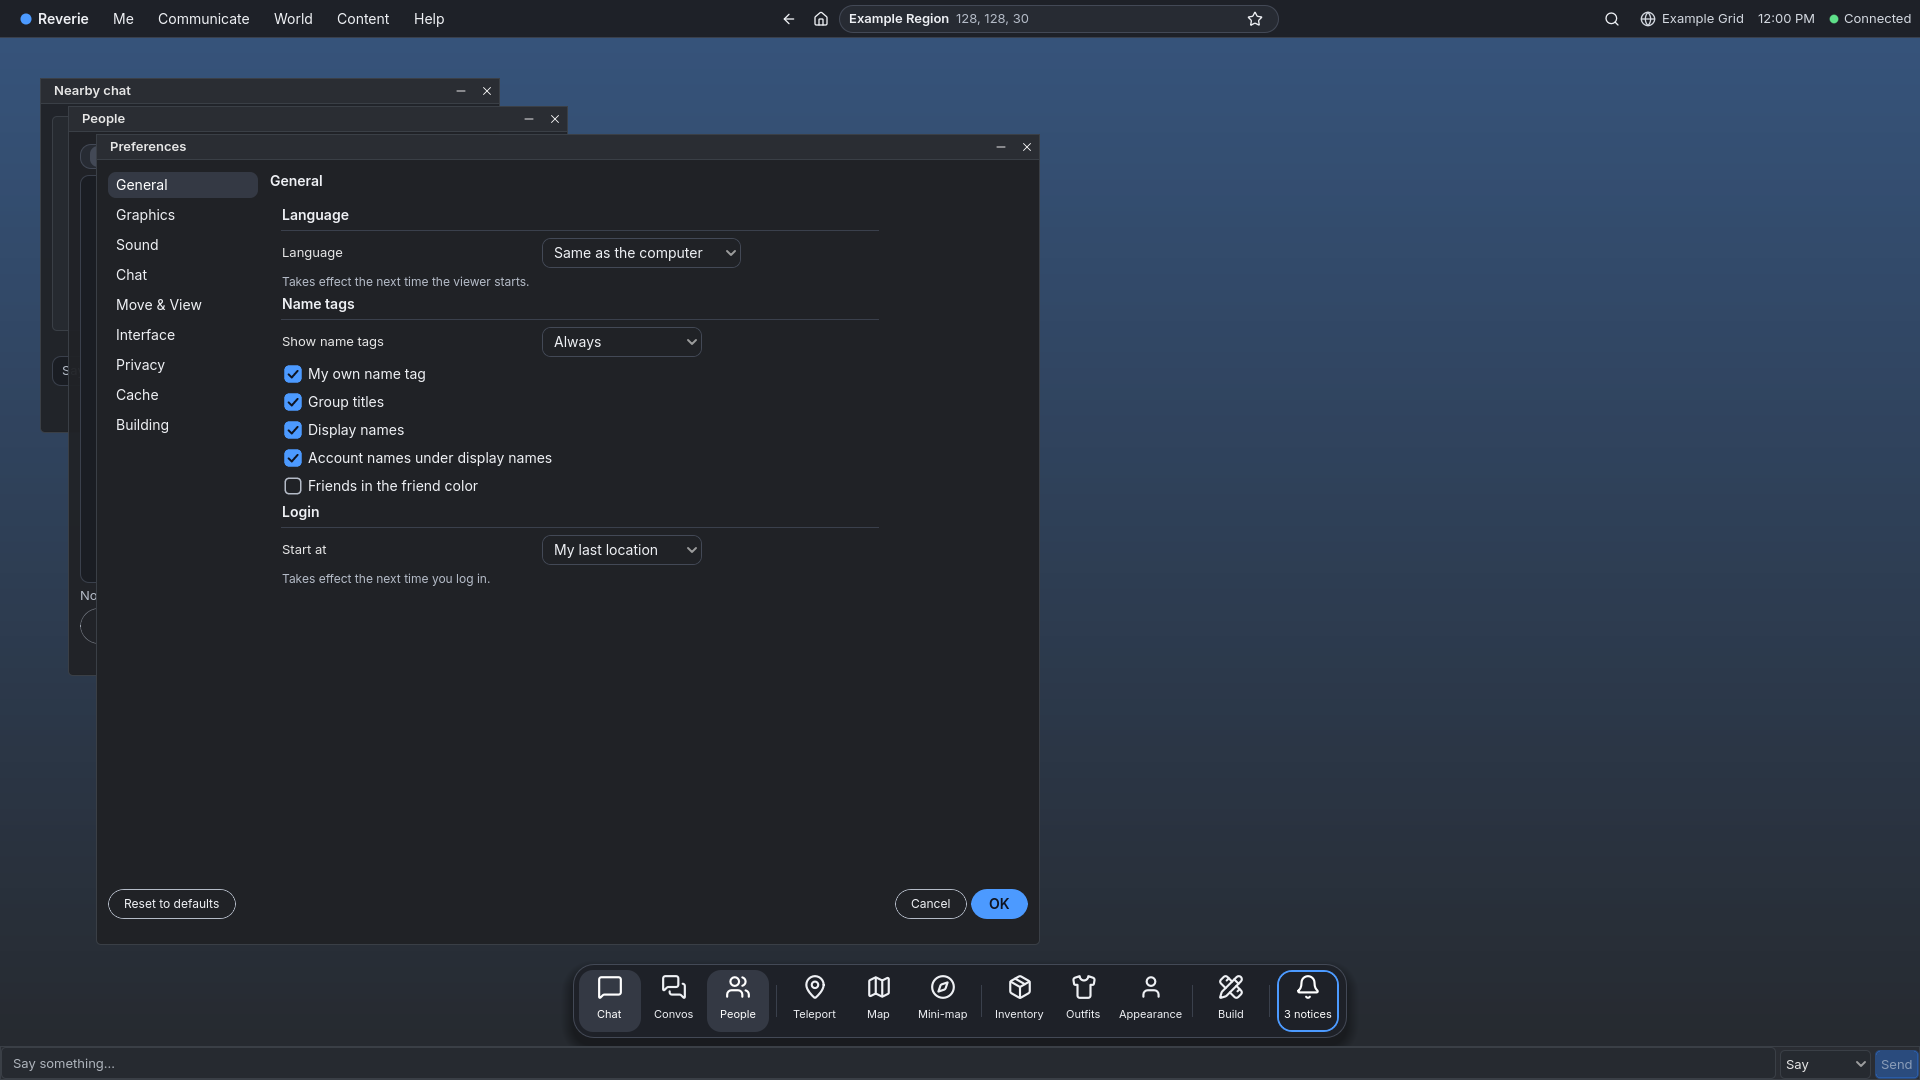 Reverie Me Communicate World Content Help
Example Region 128, 128, 30
Example Grid 12:00 PM Connected
Nearby chat
People
Preferences
General
Graphics
Sound
Chat
Move & View
Interface
Privacy
Cache
Building
General
Language
Language Same as the computer
Takes effect the next time the viewer starts.
Name tags
Show name tags Always
My own name tag
Group titles
Display names
Account names under display names
Friends in the friend color
Login
Start at My last location
Takes effect the next time you log in.
No
Reset to defaults Cancel OK
Chat Convos People Teleport Map Mini-map Inventory Outfits Appearance Build 3 notices
Say something... Say Send